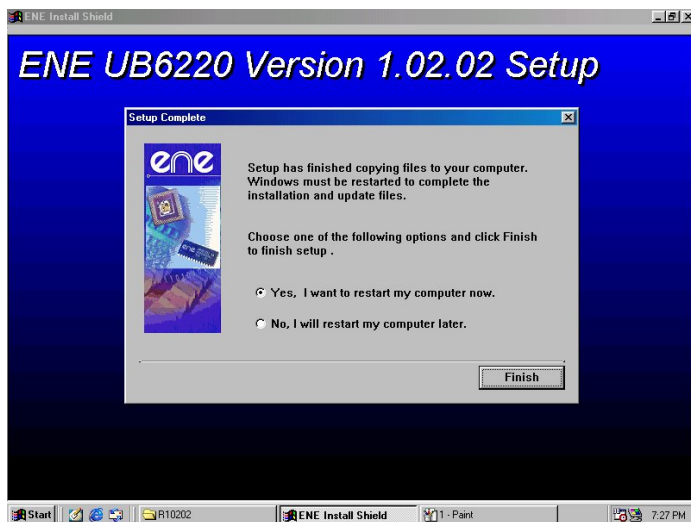 ENE Install Shield
ENE UB6220 Version 1.02.02 Setup
Setup Complete
ene
ene
Setup has finished copying files to your computer.
Windows must be restarted to complete the
installation and update files.
Choose one of the following options and click Finish
to finish setup .
Yes, I want to restart my computer now.
No, I will restart my computer later.
Finish
Start
R10202
ENE Install Shield
1 - Paint
7:27 PM